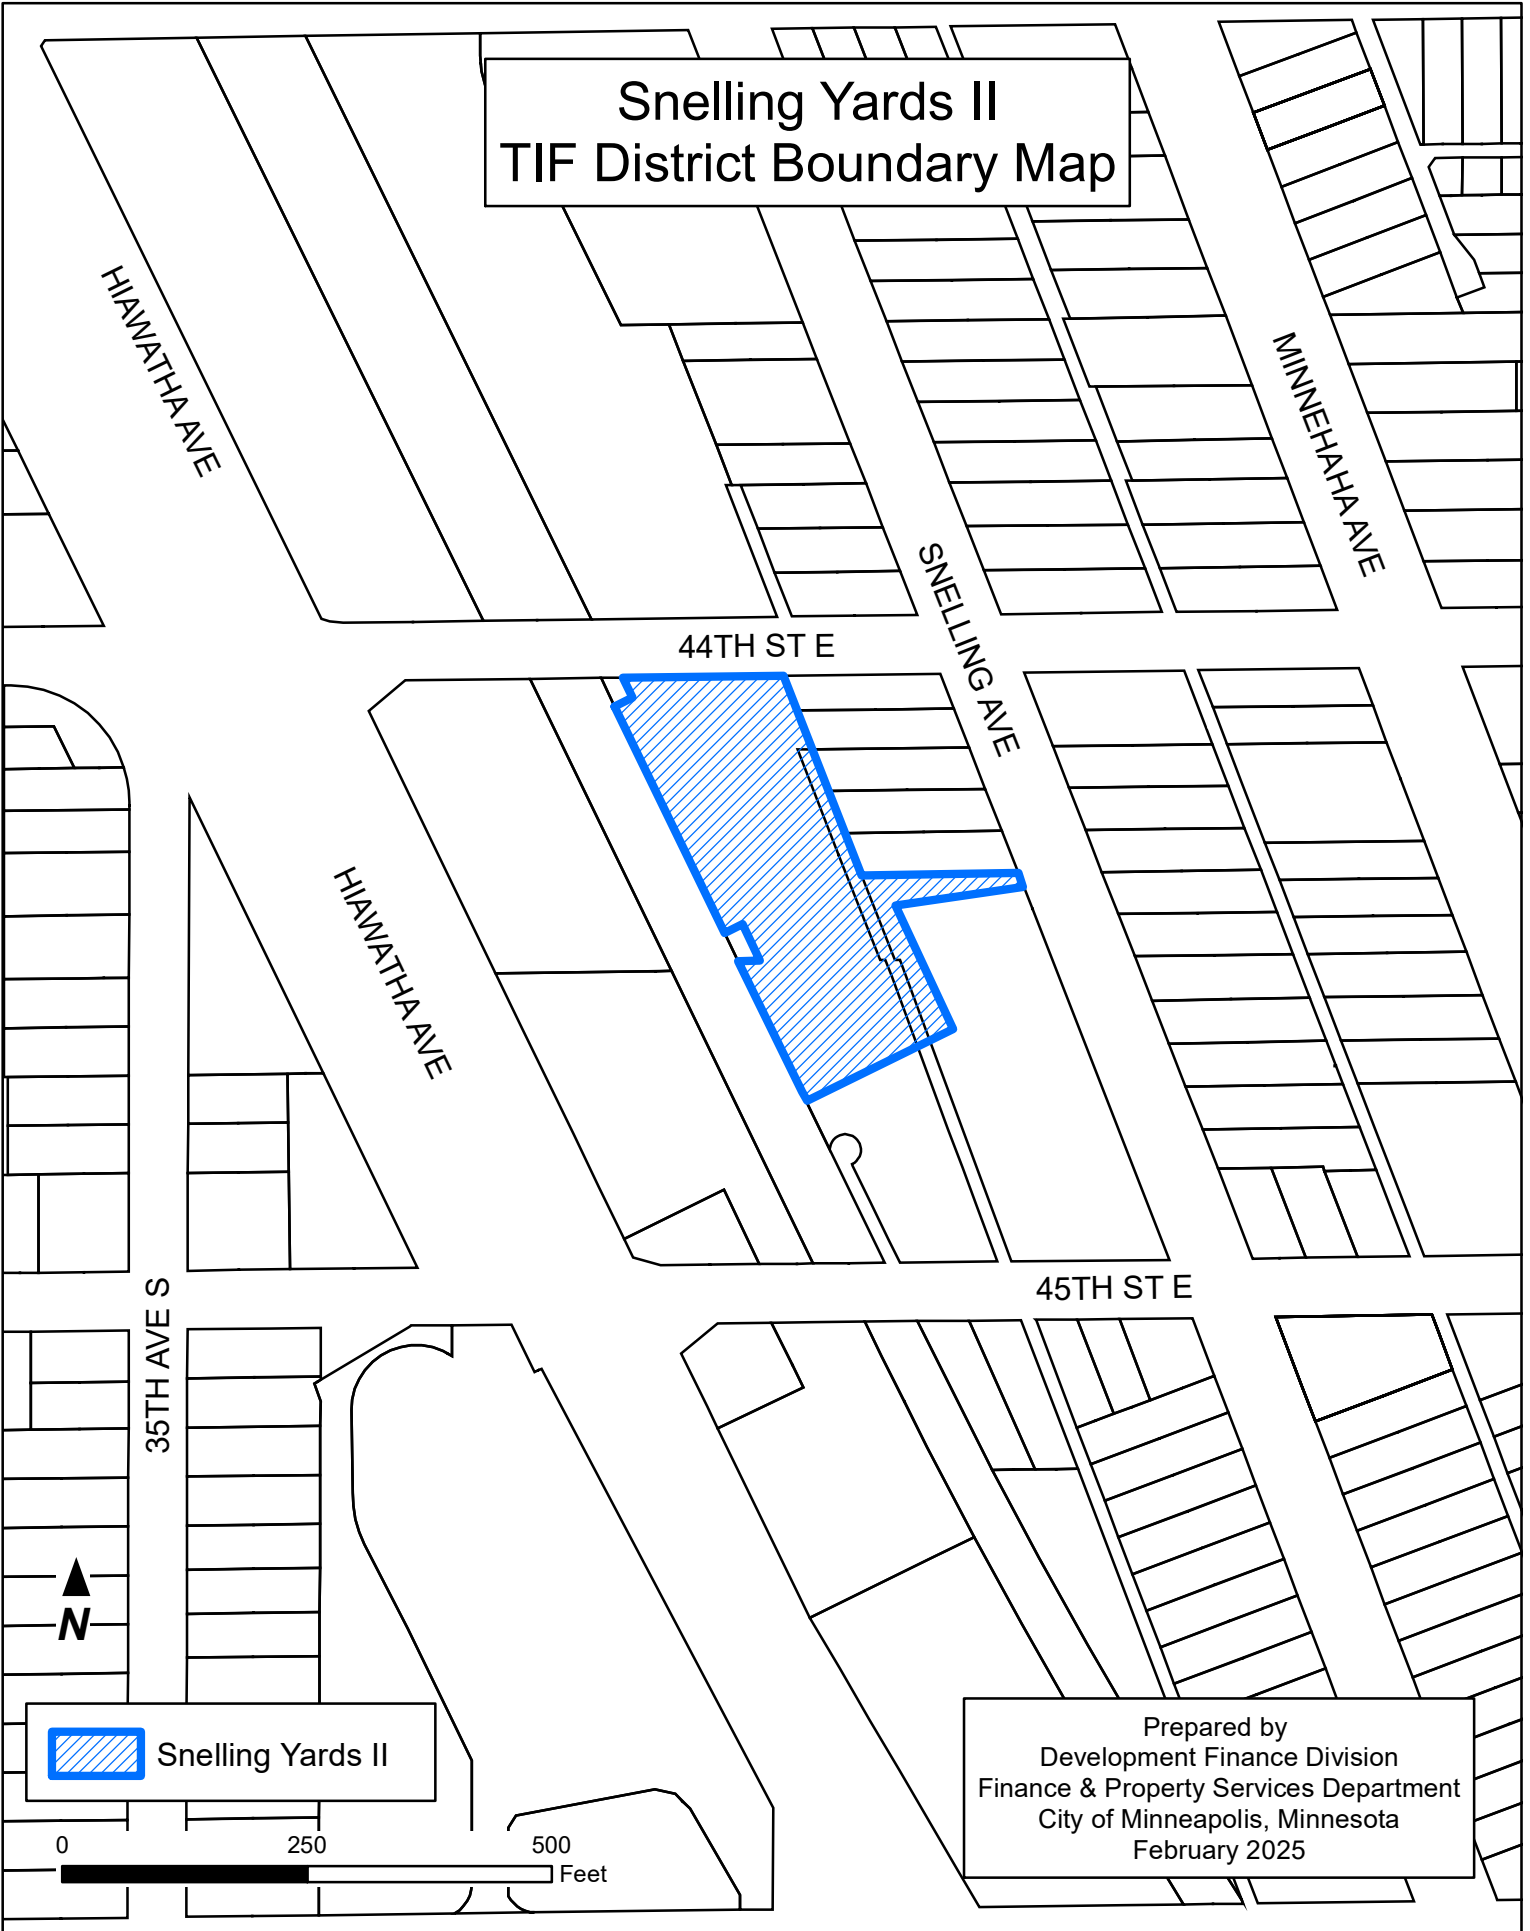 Snelling Yards II
TIF District Boundary Map
HIAWATHA AVE
MINNEHAHA AVE
SNELLING AVE
44TH ST E
HIAWATHA AVE
45TH ST E
35TH AVE S
N
Snelling Yards II
0 250 500
Feet
Prepared by
Development Finance Division
Finance & Property Services Department
City of Minneapolis, Minnesota
February 2025